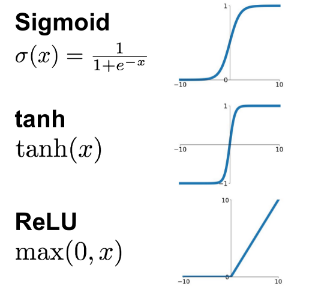 Sigmoid
σ(x) = 1/(1+e^{-x})
1
0
-10
10
tanh
tanh(x)
1
-10
10
-1
ReLU
max(0, x)
10
0
-10
10